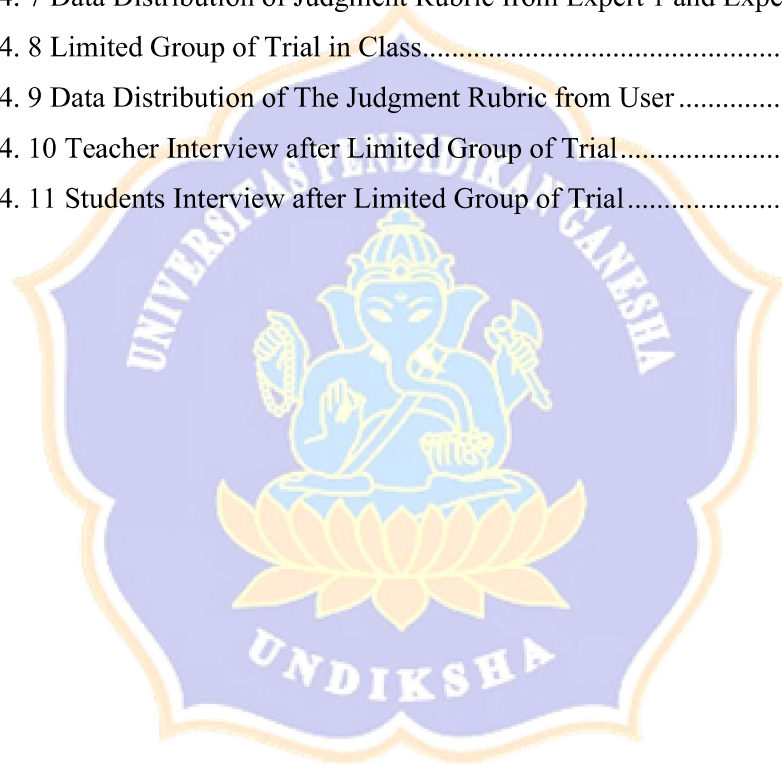 4. 7 Data Distribution of Judgment Rubric from Expert 1 and
4. 8 Limited Group of Trial in Class................................................
4. 9 Data Distribution of The Judgment Rubric from User..............
4. 10 Teacher Interview after Limited Group of Trial......................
4. 11 Students Interview after Limited Group of Trial.....................
UNIVERSITAS PENDIDIKAN GANESHA
UNDIKSHA